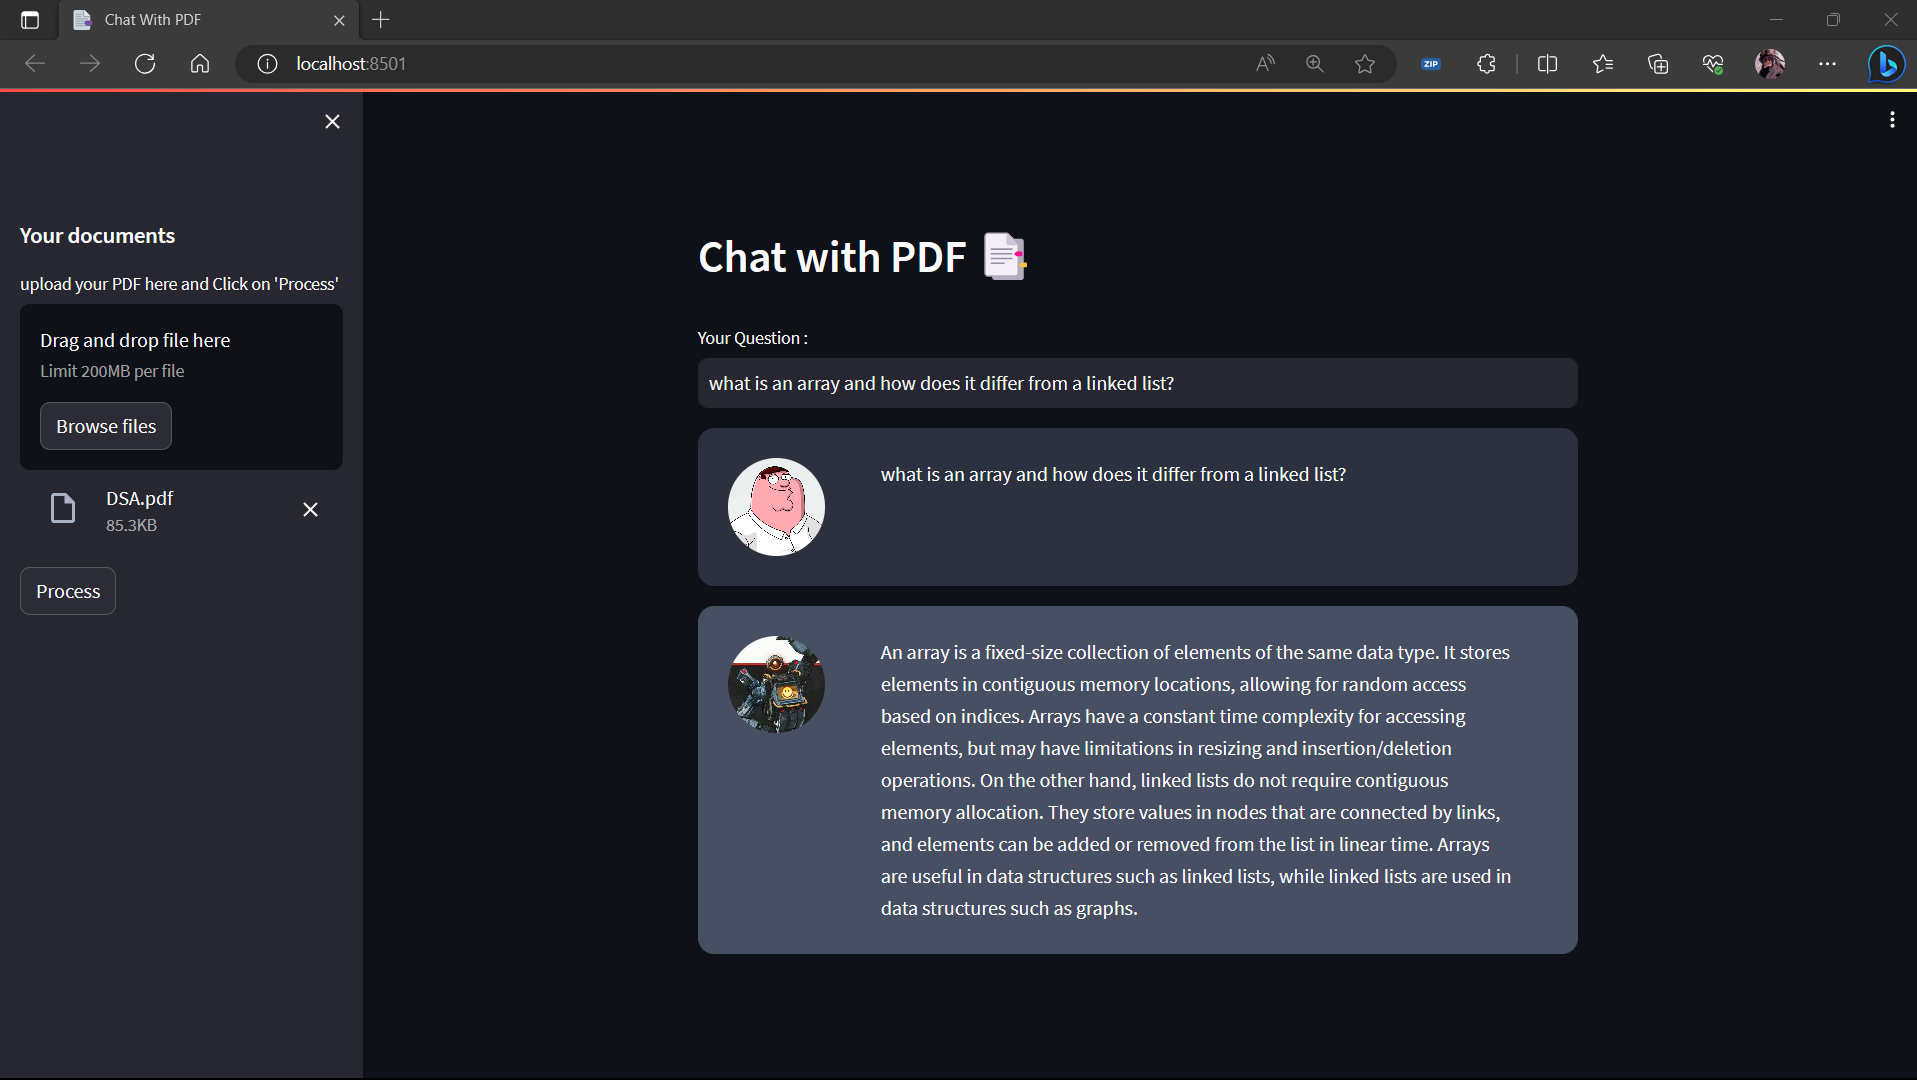 Chat With PDF
localhost:8501
ZIP
Your documents
upload your PDF here and Click on 'Process'
Drag and drop file here
Limit 200MB per file
Browse files
DSA.pdf
85.3KB
Process
Chat with PDF
Your Question :
what is an array and how does it differ from a linked list?
what is an array and how does it differ from a linked list?
An array is a fixed-size collection of elements of the same data type. It stores
elements in contiguous memory locations, allowing for random access
based on indices. Arrays have a constant time complexity for accessing
elements, but may have limitations in resizing and insertion/deletion
operations. On the other hand, linked lists do not require contiguous
memory allocation. They store values in nodes that are connected by links,
and elements can be added or removed from the list in linear time. Arrays
are useful in data structures such as linked lists, while linked lists are used in
data structures such as graphs.